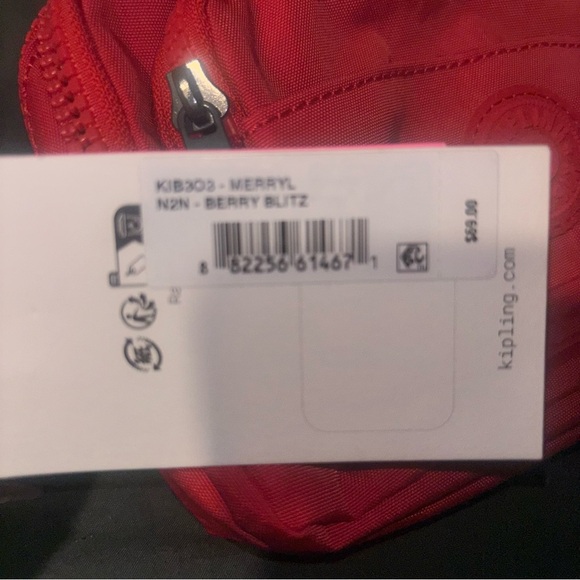 KIB3O3 - MERRYL
N2N - BERRY BLITZ
8 82256 61467 1
$69.00
kipling.com